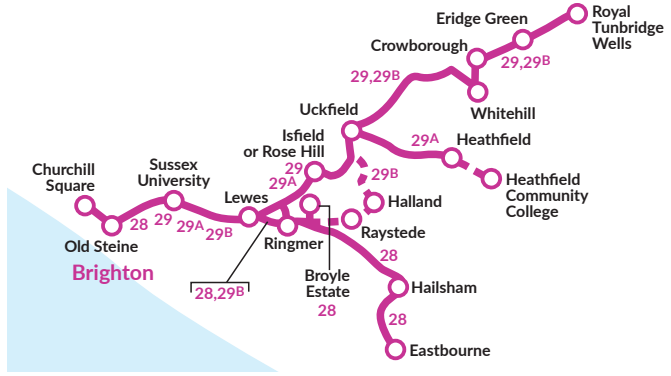 Eridge Green
Royal
Tunbridge
Wells
Crowborough
29,29B
29,29B
Whitehill
Uckfield
29A
Heathfield
Isfield
or Rose Hill
29
29A
29B
Heathfield
Community
College
Churchill
Square
Sussex
University
Lewes
Halland
28
29
29A
29B
Old Steine
Ringmer
Raystede
Brighton
28
28,29B
Broyle
Estate
28
Hailsham
28
Eastbourne